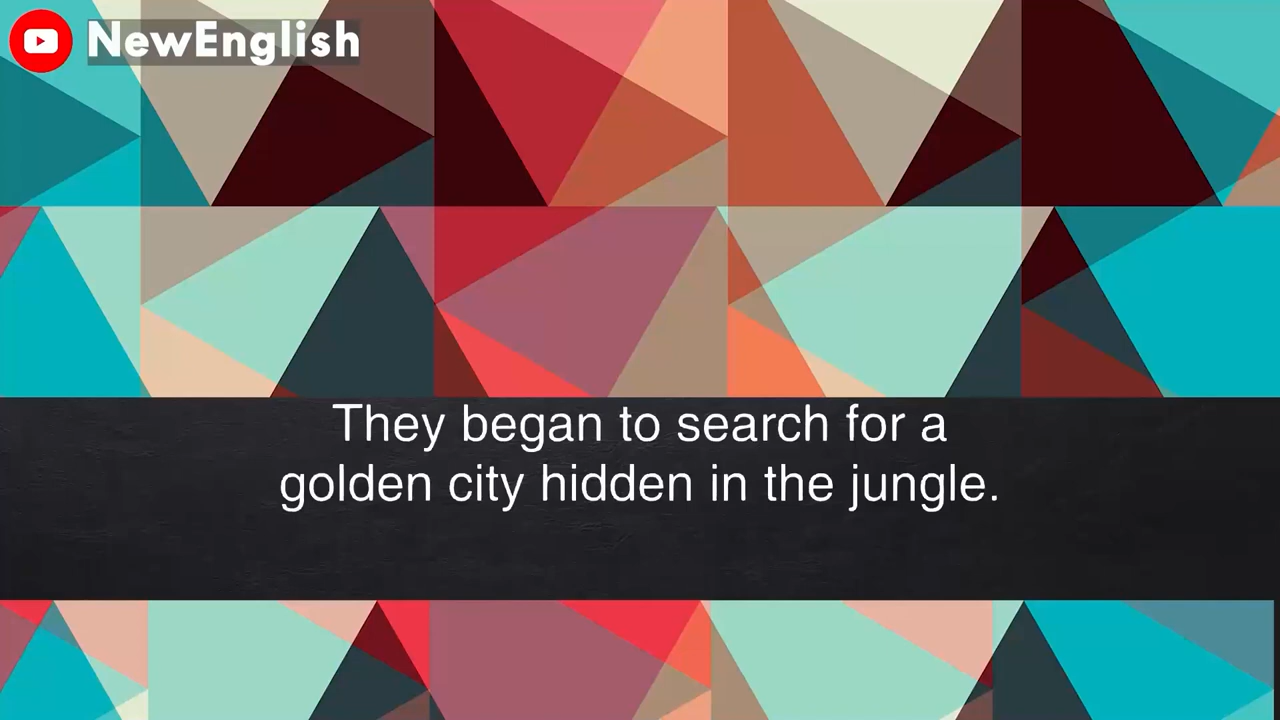 NewEnglish
They began to search for a
golden city hidden in the jungle.